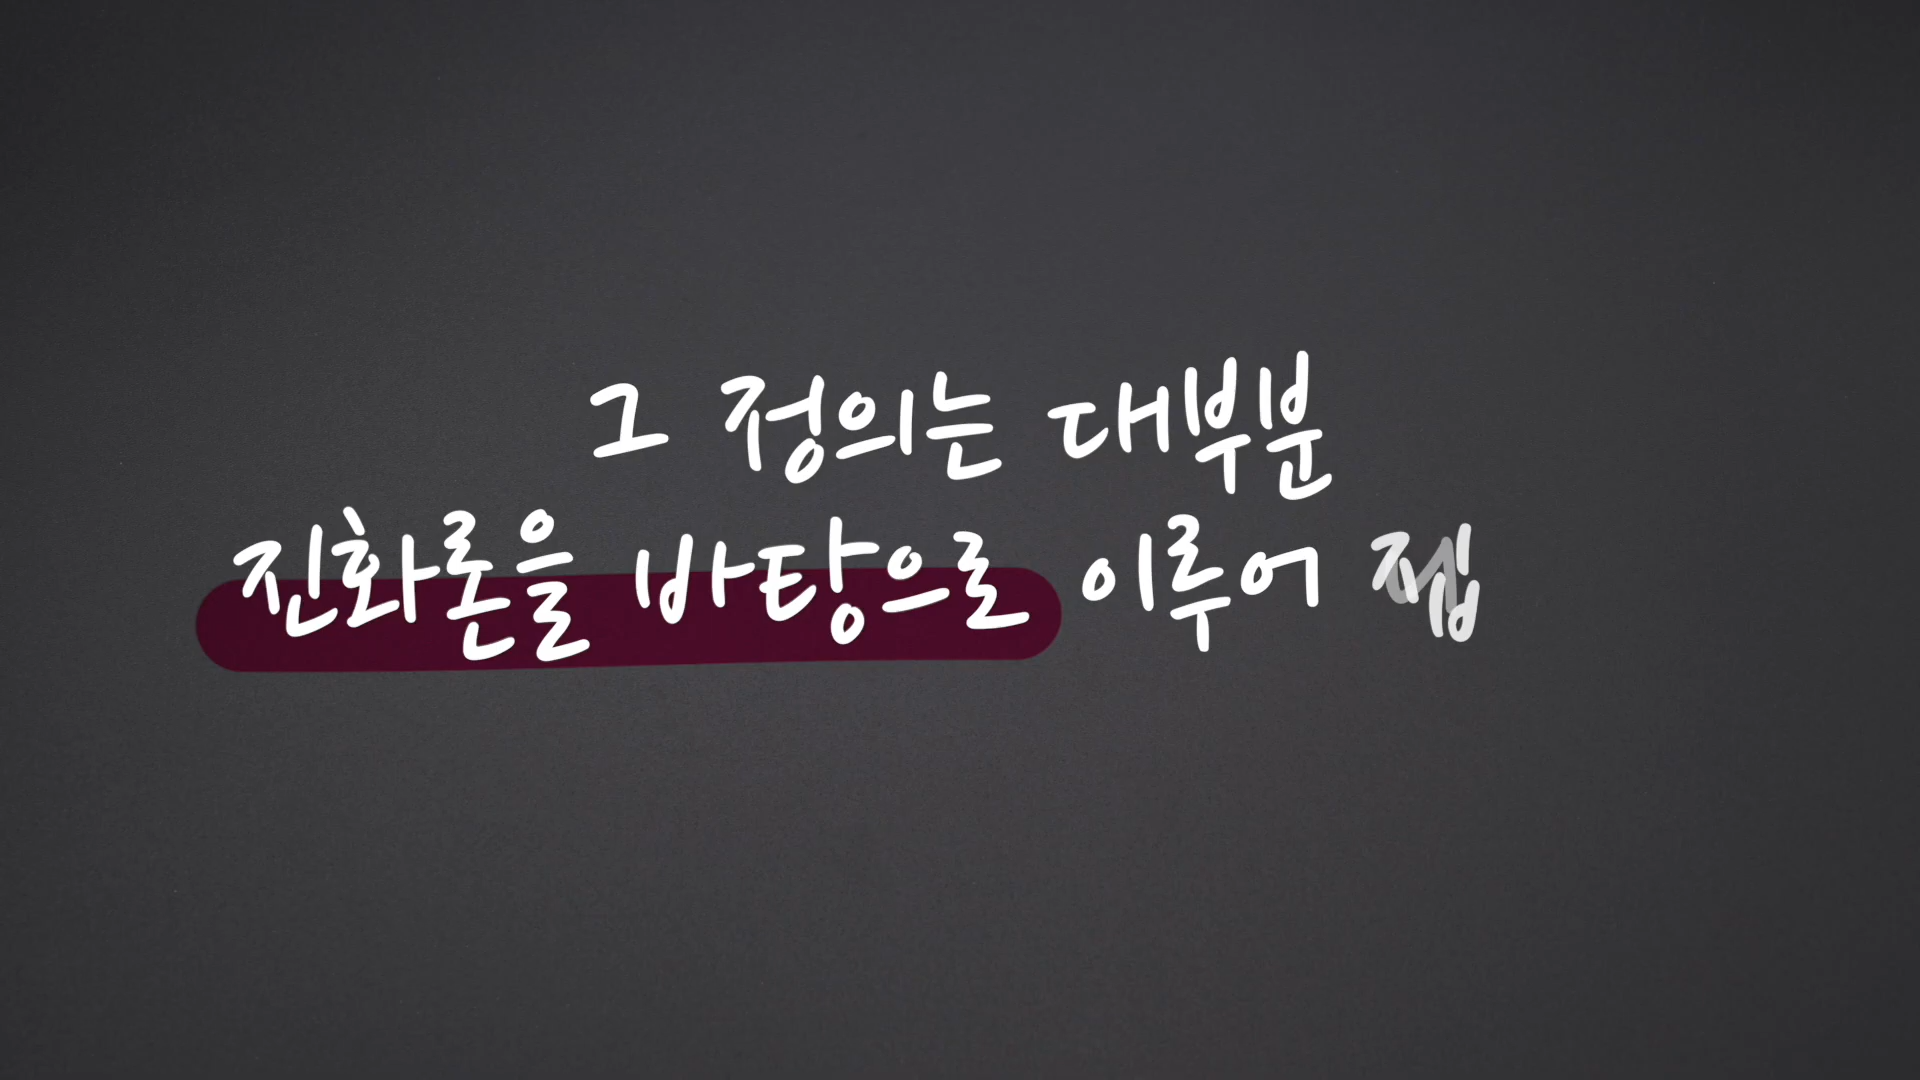 그 정의는 대부분
진화론을 바탕으로 이루어